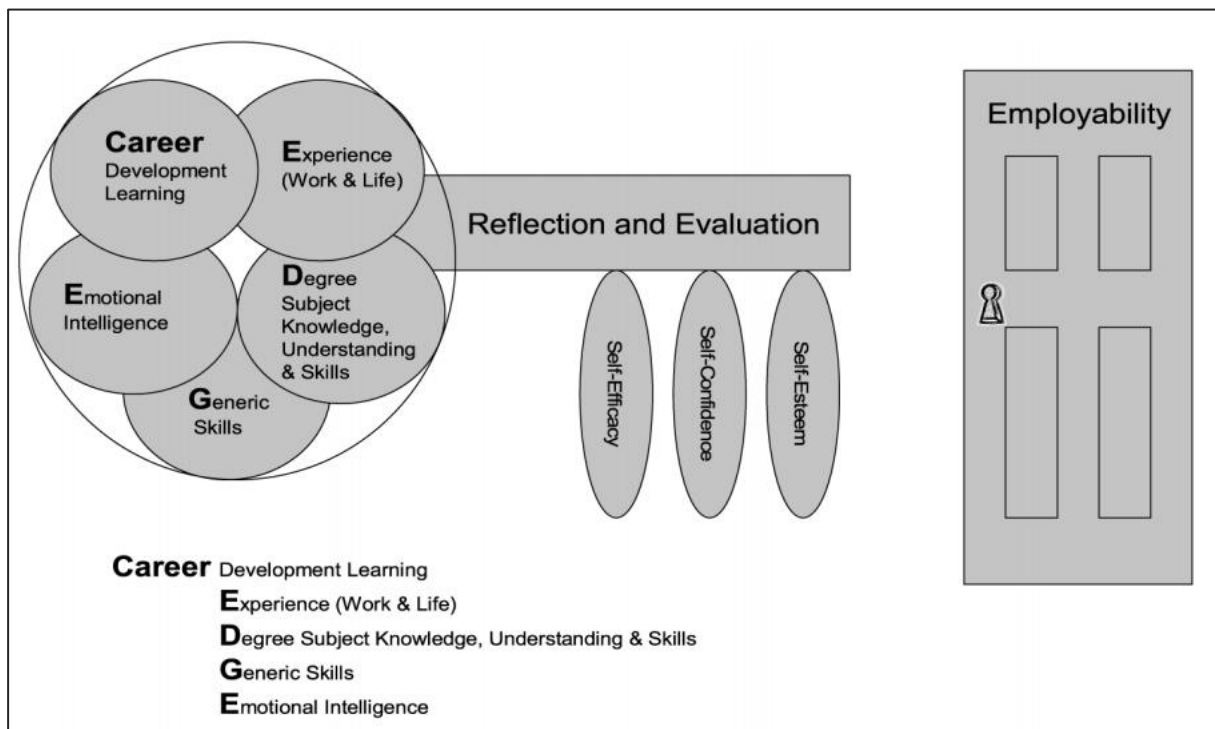 Career
Development
Learning
Experience
(Work & Life)
Emotional
Intelligence
Degree
Subject
Knowledge,
Understanding
& Skills
Generic
Skills
Reflection and Evaluation
Self-Efficacy
Self-Confidence
Self-Esteem
Employability
Career Development Learning
Experience (Work & Life)
Degree Subject Knowledge, Understanding & Skills
Generic Skills
Emotional Intelligence